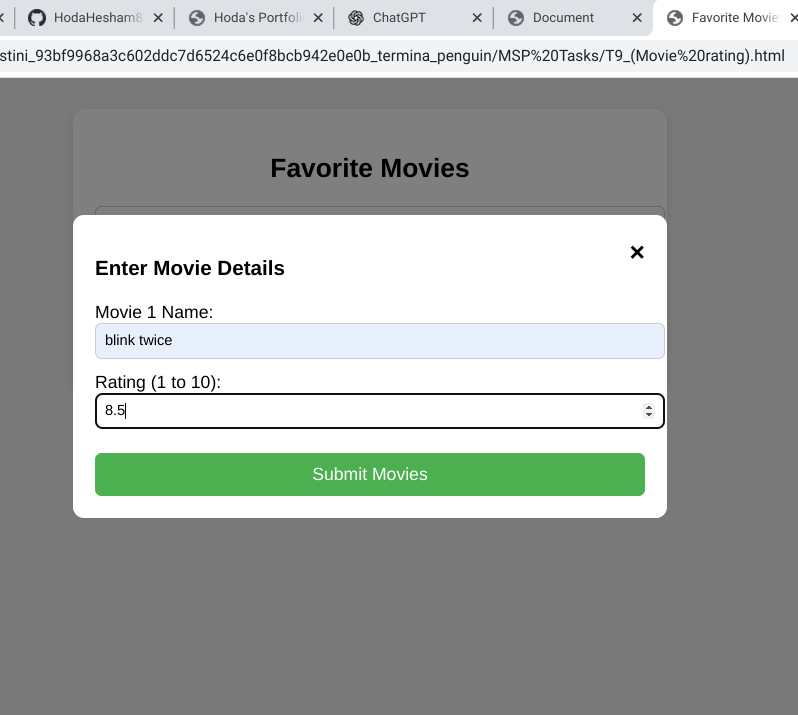 HodaHesham8
Hoda's Portfoli
ChatGPT
Document
Favorite Movie
stini_93bf9968a3c602ddc7d6524c6e0f8bcb942e0e0b_termina_penguin/MSP%20Tasks/T9_(Movie%20rating).html
Favorite Movies
Enter Movie Details
Movie 1 Name:
blink twice
Rating (1 to 10):
8.5
Submit Movies